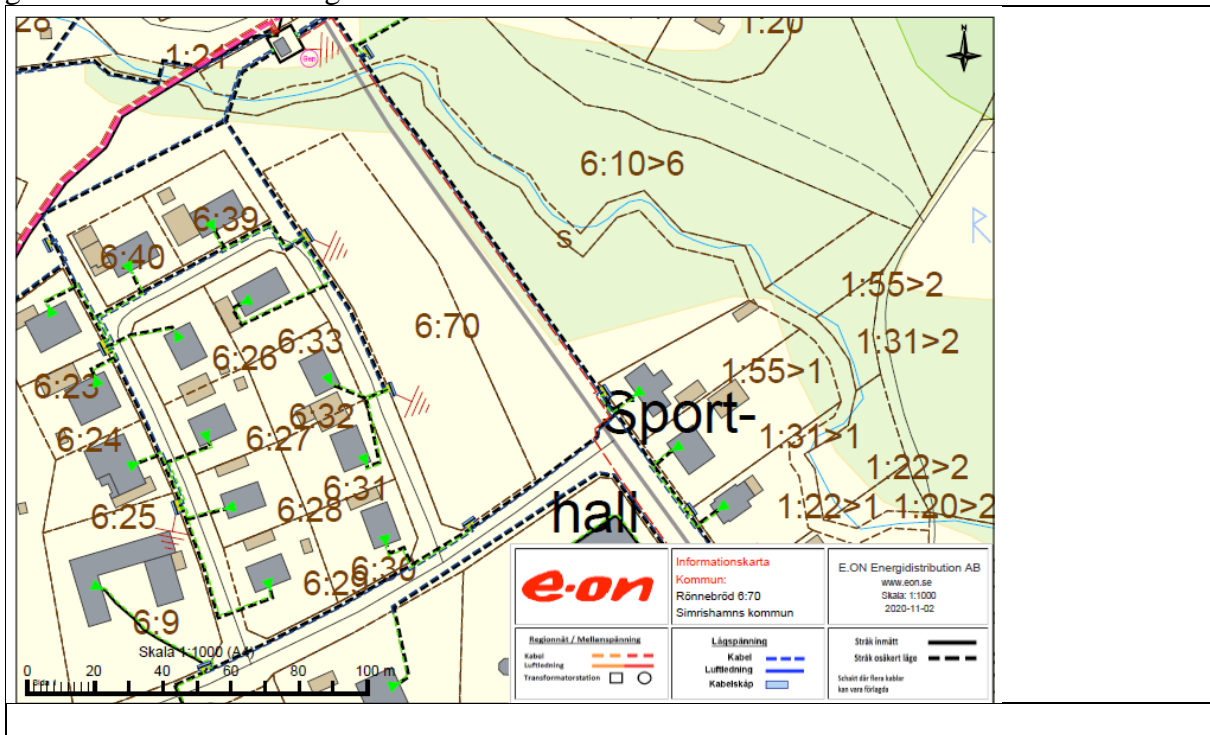 28
1:21
1:20
N
Gen
6:10>6
6:39
S
R
6:40
1:55>2
6:70
6:33
1:31>2
6:26
1:55>1
6:23
6:32
Sport-
6:24
6:27
1:31>1
1:22>2
6:31
6:25
6:28
hall
1:22>1
1:20>2
6:30
6:29
6:9
Skala 1:1000 (A4)
0 20 40 60 80 100 m
e-on
Informationskarta
Kommun:
Rönnebröd 6:70
Simrishamns kommun
E.ON Energidistribution AB
www.eon.se
Skala: 1:1000
2020-11-02
Regionnät / Mellanspänning
Kabel
Luftledning
Transformatorstation
Lågspänning
Kabel
Luftledning
Kabelskåp
Stråk inmätt
Stråk osäkert läge
Schakt där flera kablar
kan vara förlagda